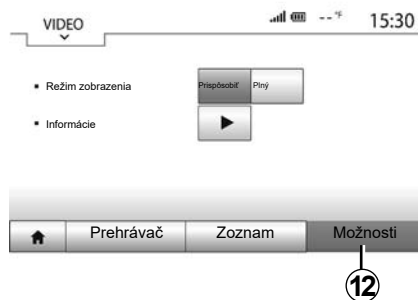 VIDEO
--°F
15:30
Režim zobrazenia
Prispôsobiť
Plný
Informácie
Prehrávač
Zoznam
Možnosti
12